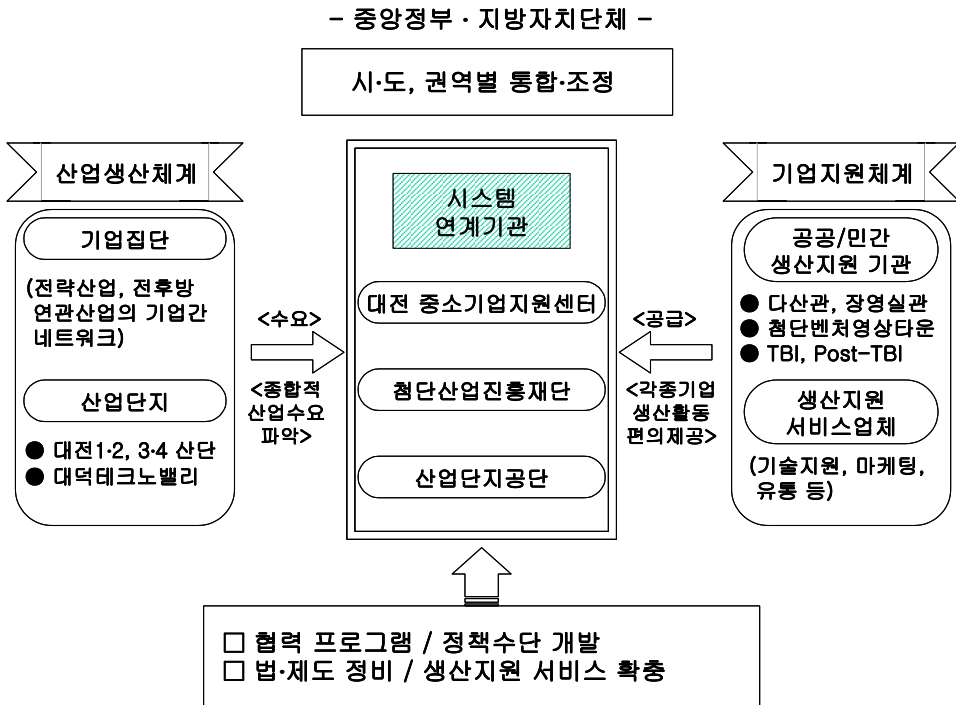 - 중앙정부 · 지방자치단체 -
시·도, 권역별 통합·조정
산업생산체계
기업집단
(전략산업, 전후방
연관산업의 기업간
네트워크)
산업단지
● 대전1·2, 3·4 산단
● 대덕테크노밸리
<수요>
<종합적
산업수요
파악>
시스템
연계기관
대전 중소기업지원센터
첨단산업진흥재단
산업단지공단
<공급>
<각종기업
생산활동
편의제공>
기업지원체계
공공/민간
생산지원 기관
● 다산관, 장영실관
● 첨단벤처영상타운
● TBI, Post-TBI
생산지원
서비스업체
(기술지원, 마케팅,
유통 등)
□ 협력 프로그램 / 정책수단 개발
□ 법·제도 정비 / 생산지원 서비스 확충